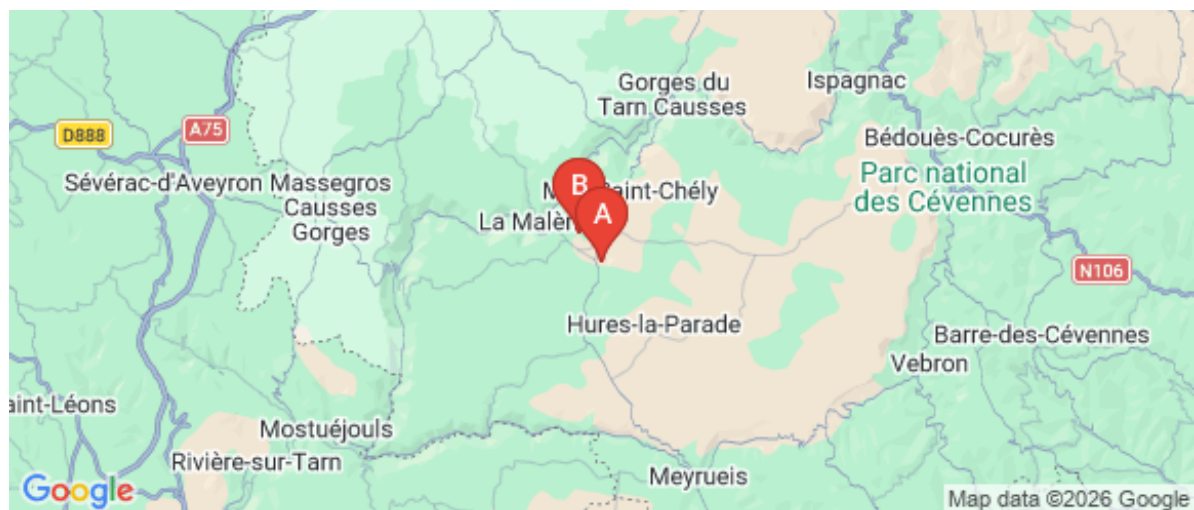 Gorges du
Tarn Causses
Ispagnac
D888
A75
Bédouès-Cocurès
Sévérac-d'Aveyron
Massegros
Causses
Gorges
B
aint-Chély
Parc national
des Cévennes
La Malèn
A
N106
Hures-la-Parade
Barre-des-Cévennes
Vebron
aint-Léons
Mostuéjouls
Rivière-sur-Tarn
Meyrueis
Google
Map data ©2026 Google